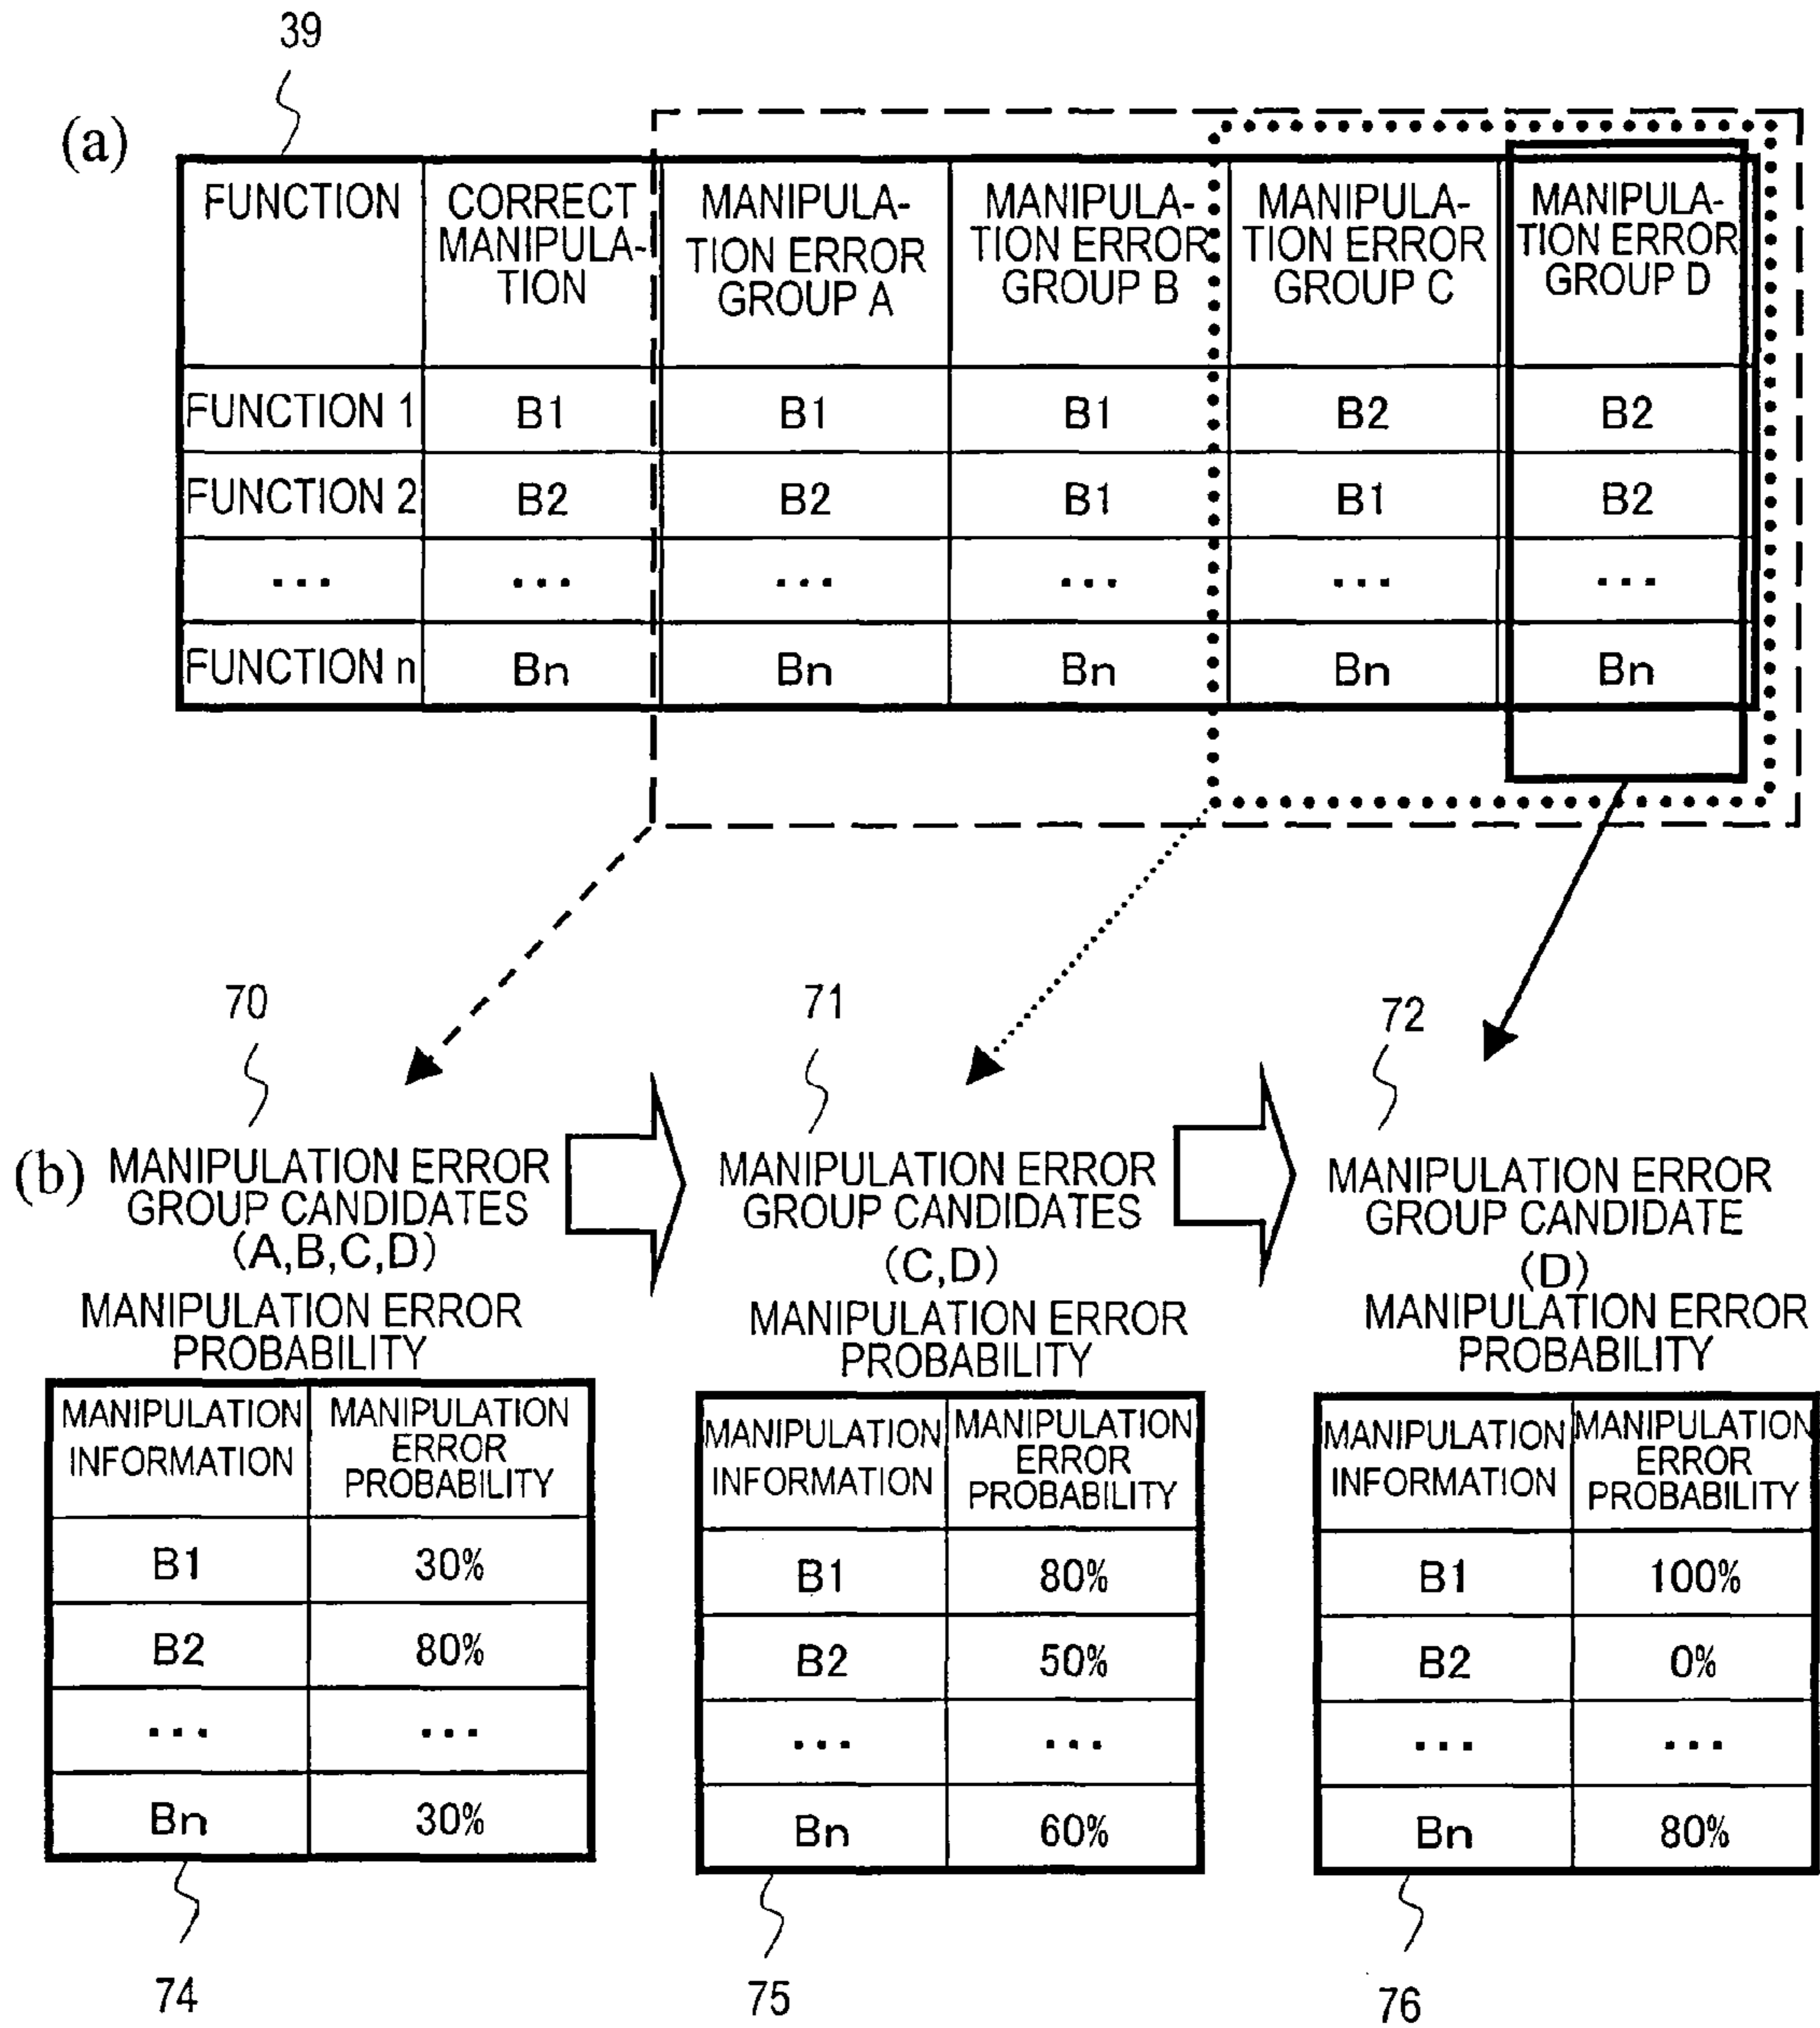 39
(a)
FUNCTION
CORRECT
MANIPULA-
TION
MANIPULA-
TION ERROR
GROUP A
MANIPULA-
TION ERROR
GROUP B
MANIPULA-
TION ERROR
GROUP C
MANIPULA-
TION ERROR
GROUP D
FUNCTION 1 B1 B1 B1 B2 B2
FUNCTION 2 B2 B2 B1 B1 B2
... ... ... ... ... ...
FUNCTION n Bn Bn Bn Bn Bn
70
71
72
(b)
MANIPULATION ERROR
GROUP CANDIDATES
(A,B,C,D)
MANIPULATION ERROR
PROBABILITY
MANIPULATION
INFORMATION
MANIPULATION
ERROR
PROBABILITY
B1 30%
B2 80%
... ...
Bn 30%
74
MANIPULATION ERROR
GROUP CANDIDATES
(C,D)
MANIPULATION ERROR
PROBABILITY
MANIPULATION
INFORMATION
MANIPULATION
ERROR
PROBABILITY
B1 80%
B2 50%
... ...
Bn 60%
75
MANIPULATION ERROR
GROUP CANDIDATE
(D)
MANIPULATION ERROR
PROBABILITY
MANIPULATION
INFORMATION
MANIPULATION
ERROR
PROBABILITY
B1 100%
B2 0%
... ...
Bn 80%
76